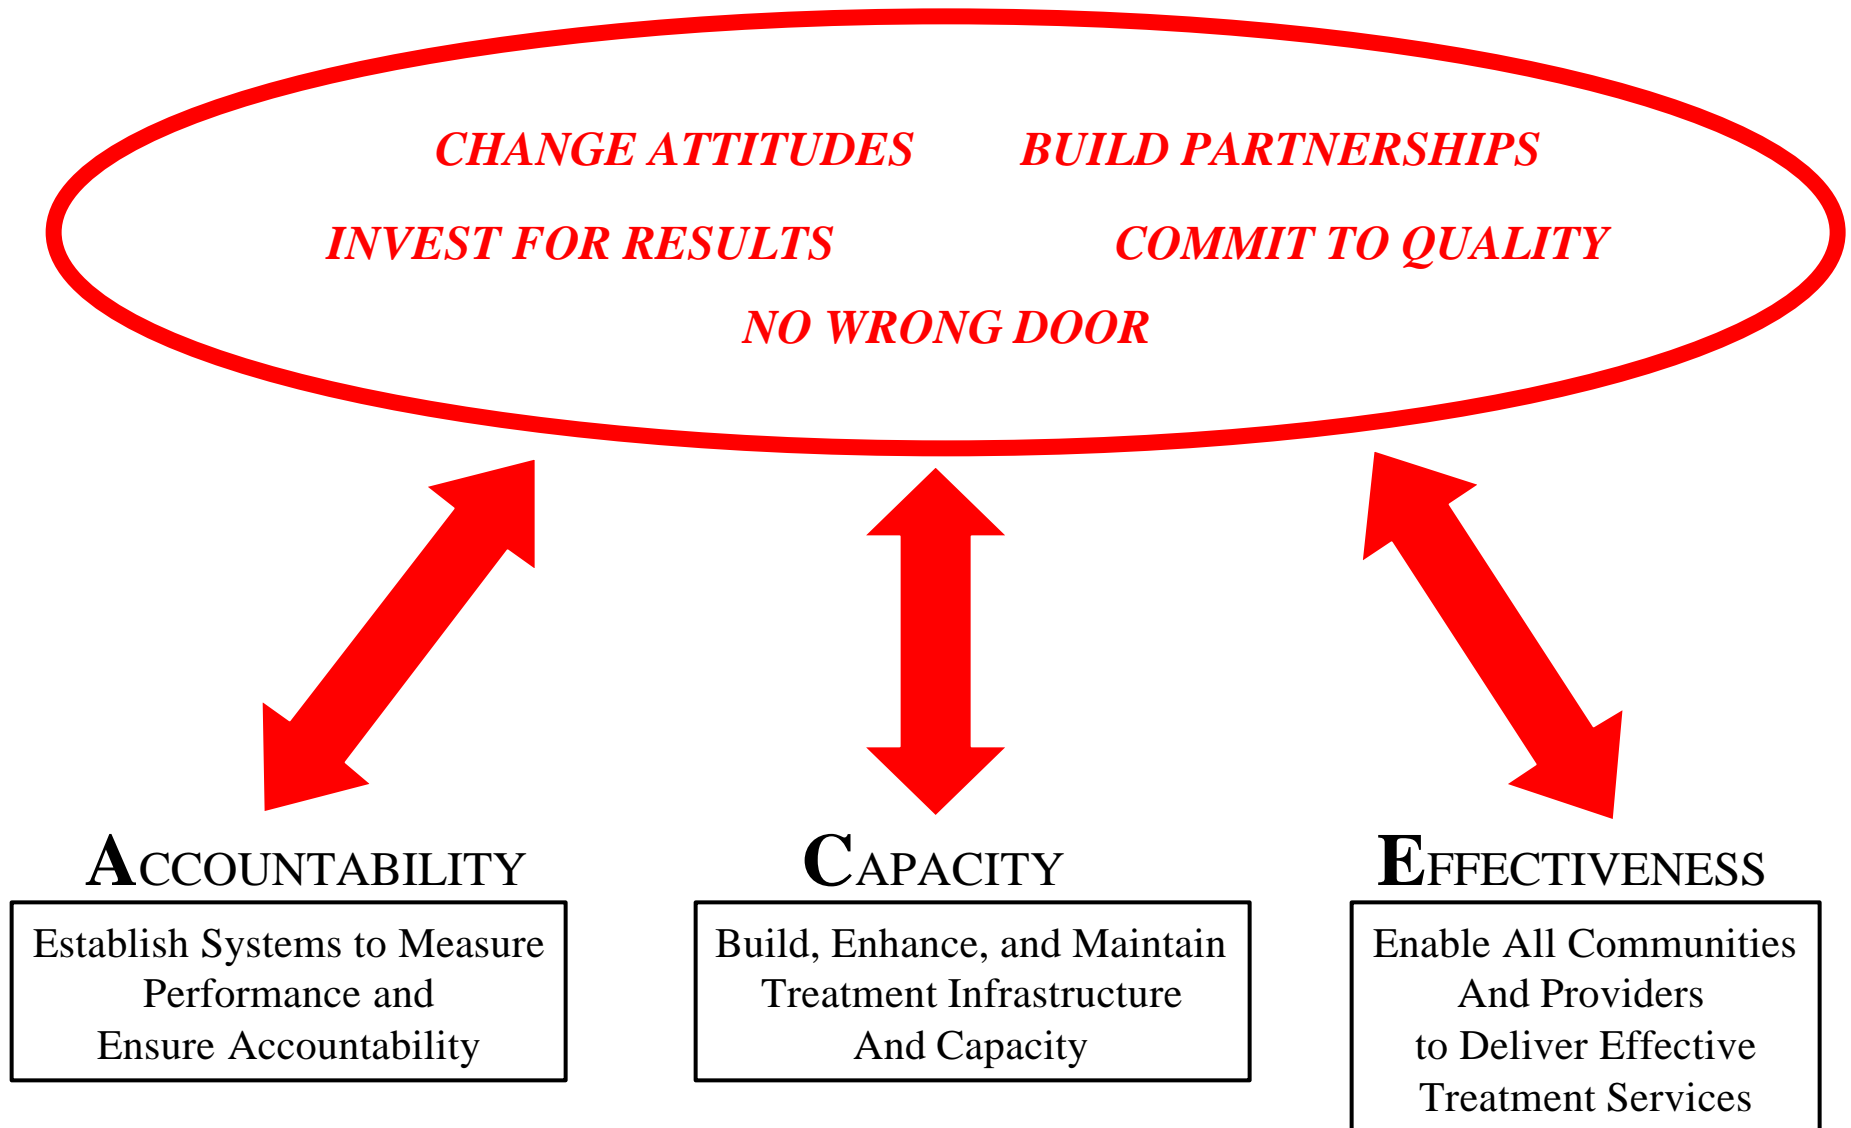 CHANGE ATTITUDES BUILD PARTNERSHIPS
INVEST FOR RESULTS COMMIT TO QUALITY
NO WRONG DOOR
ACCOUNTABILITY
Establish Systems to Measure
Performance and
Ensure Accountability
CAPACITY
Build, Enhance, and Maintain
Treatment Infrastructure
And Capacity
EFFECTIVENESS
Enable All Communities
And Providers
to Deliver Effective
Treatment Services